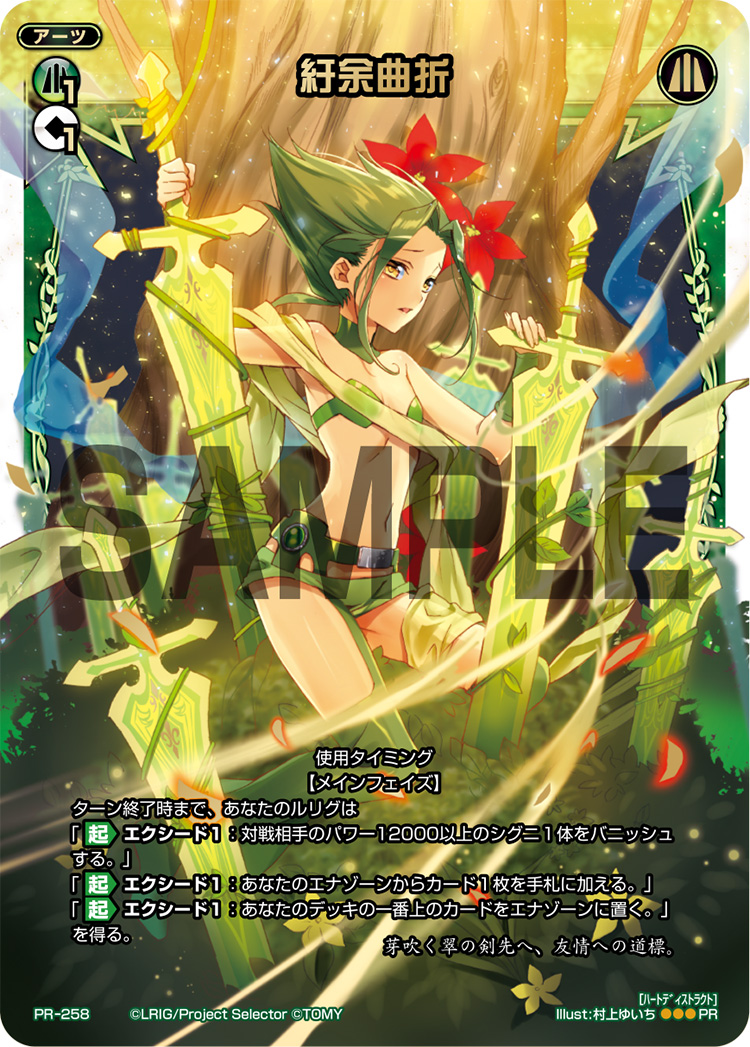 アーツ
紆余曲折
1
1
SAMPLE
使用タイミング
【メインフェイズ】
ターン終了時まで、あなたのルリグは
「起 エクシード1：対戦相手のパワー12000以上のシグニ1体をバニッシュ
する。」
「起 エクシード1：あなたのエナゾーンからカード1枚を手札に加える。」
「起 エクシード1：あなたのデッキの一番上のカードをエナゾーンに置く。」
を得る。
芽吹く翠の剣先へ、友情への道標。
[ハートディストラクト]
PR-258 ©LRIG/Project Selector ©TOMY Illust:村上ゆいち PR